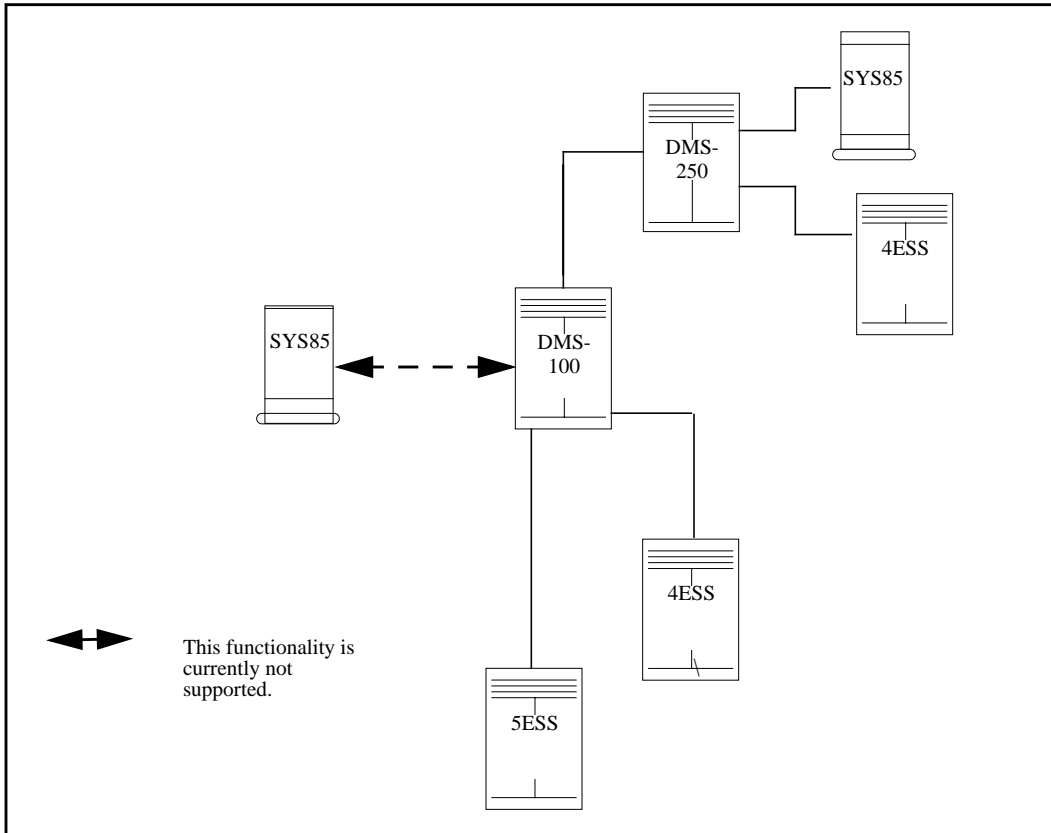 SYS85
DMS-
250
4ESS
SYS85
DMS-
100
4ESS
This functionality is
currently not
supported.
5ESS